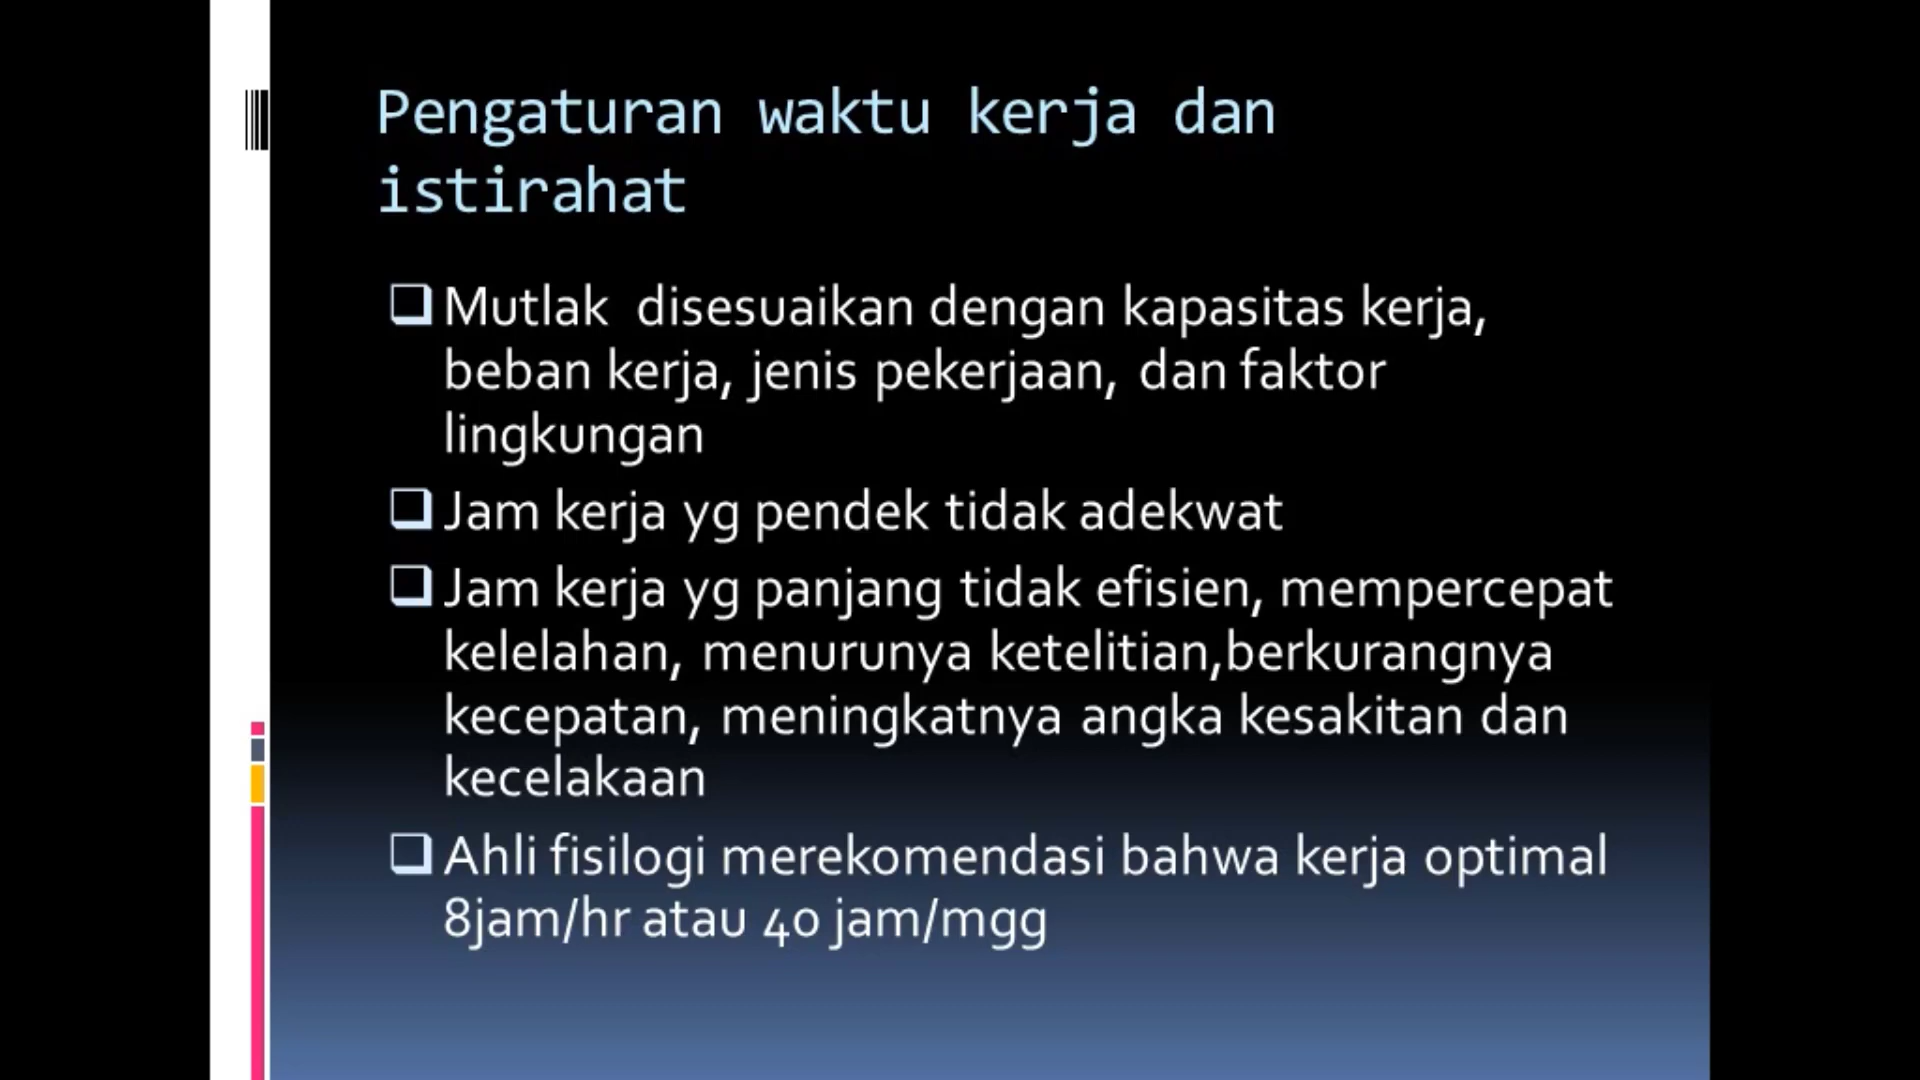 Pengaturan waktu kerja dan
istirahat
Mutlak disesuaikan dengan kapasitas kerja,
beban kerja, jenis pekerjaan, dan faktor
lingkungan
Jam kerja yg pendek tidak adekwat
Jam kerja yg panjang tidak efisien, mempercepat
kelelahan, menurunya ketelitian,berkurangnya
kecepatan, meningkatnya angka kesakitan dan
kecelakaan
Ahli fisilogi merekomendasi bahwa kerja optimal
8jam/hr atau 40 jam/mgg